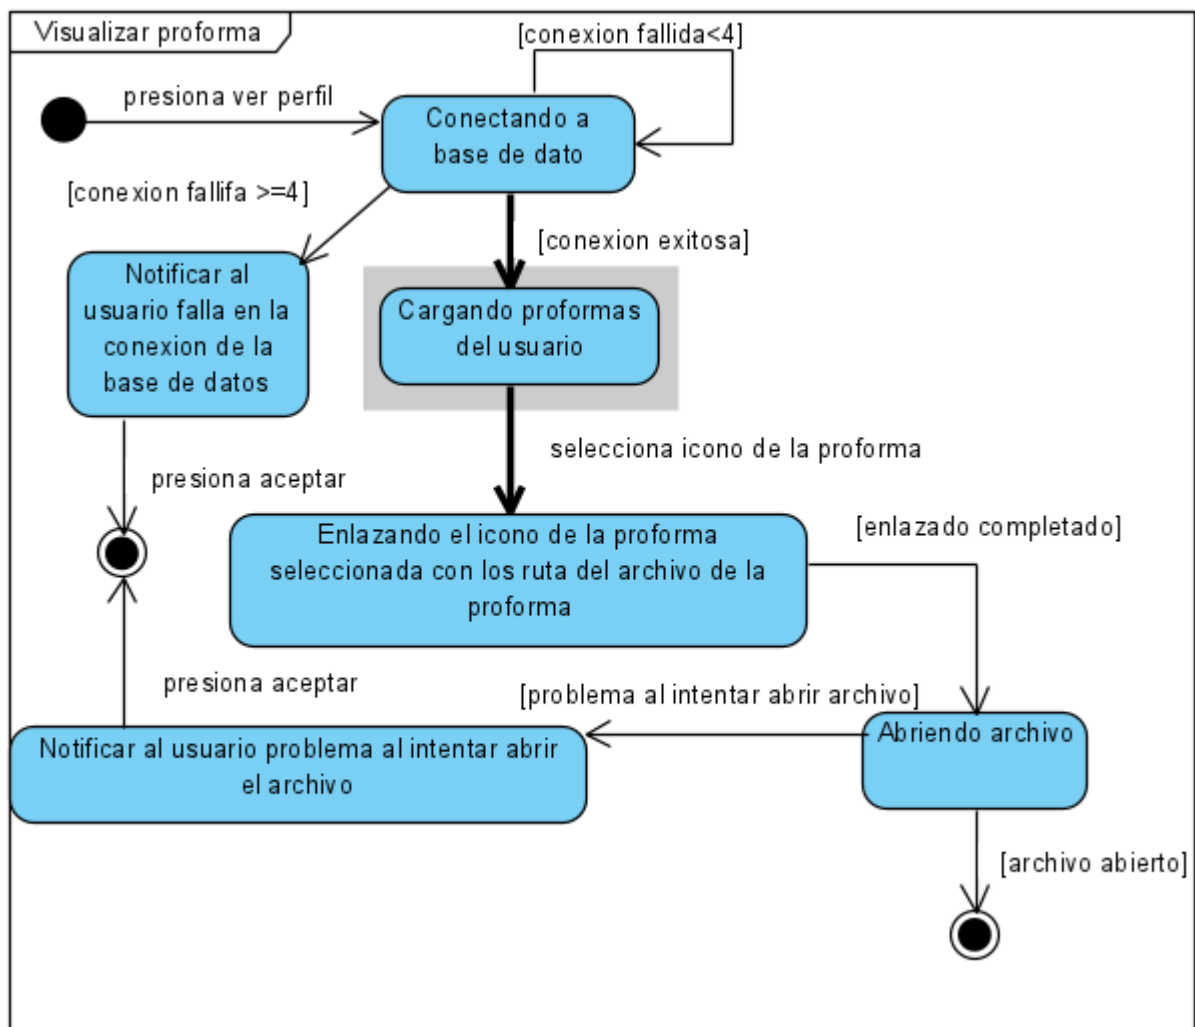 Visualizar proforma
[conexion fallida<4]
presiona ver perfil
Conectando a
base de dato
[conexion fallifa >=4]
[conexion exitosa]
Notificar al
usuario falla en la
conexion de la
base de datos
Cargando proformas
del usuario
selecciona icono de la proforma
presiona aceptar
Enlazando el icono de la proforma
seleccionada con los ruta del archivo de la
proforma
[enlazado completado]
presiona aceptar
[problema al intentar abrir archivo]
Notificar al usuario problema al intentar abrir
el archivo
Abriendo archivo
[archivo abierto]